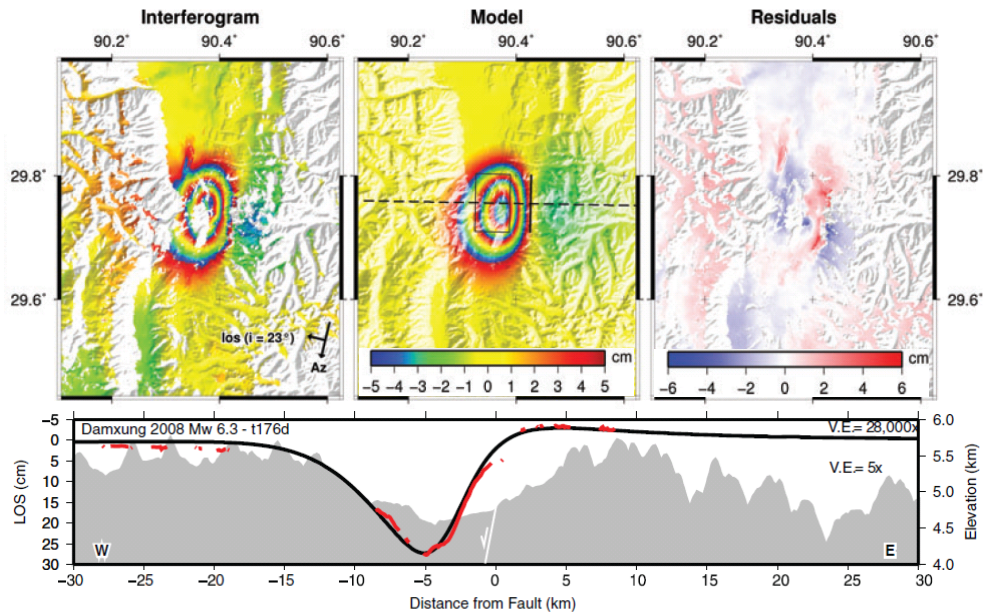 Interferogram Model Residuals
90.2° 90.4° 90.6° 90.2° 90.4° 90.6° 90.2° 90.4° 90.6°
29.8° 29.8°
29.6° 29.6°
los (i = 23°)
Az
cm cm
−5 −4 −3 −2 −1 0 1 2 3 4 5
−6 −4 −2 0 2 4 6
Damxung 2008 Mw 6.3 - t176d
V.E.= 28,000x
V.E.= 5x
LOS (cm)
−5
0
5
10
15
20
25
30
Elevation (km)
6.0
5.5
5.0
4.5
4.0
W E
−30 −25 −20 −15 −10 −5 0 5 10 15 20 25 30
Distance from Fault (km)